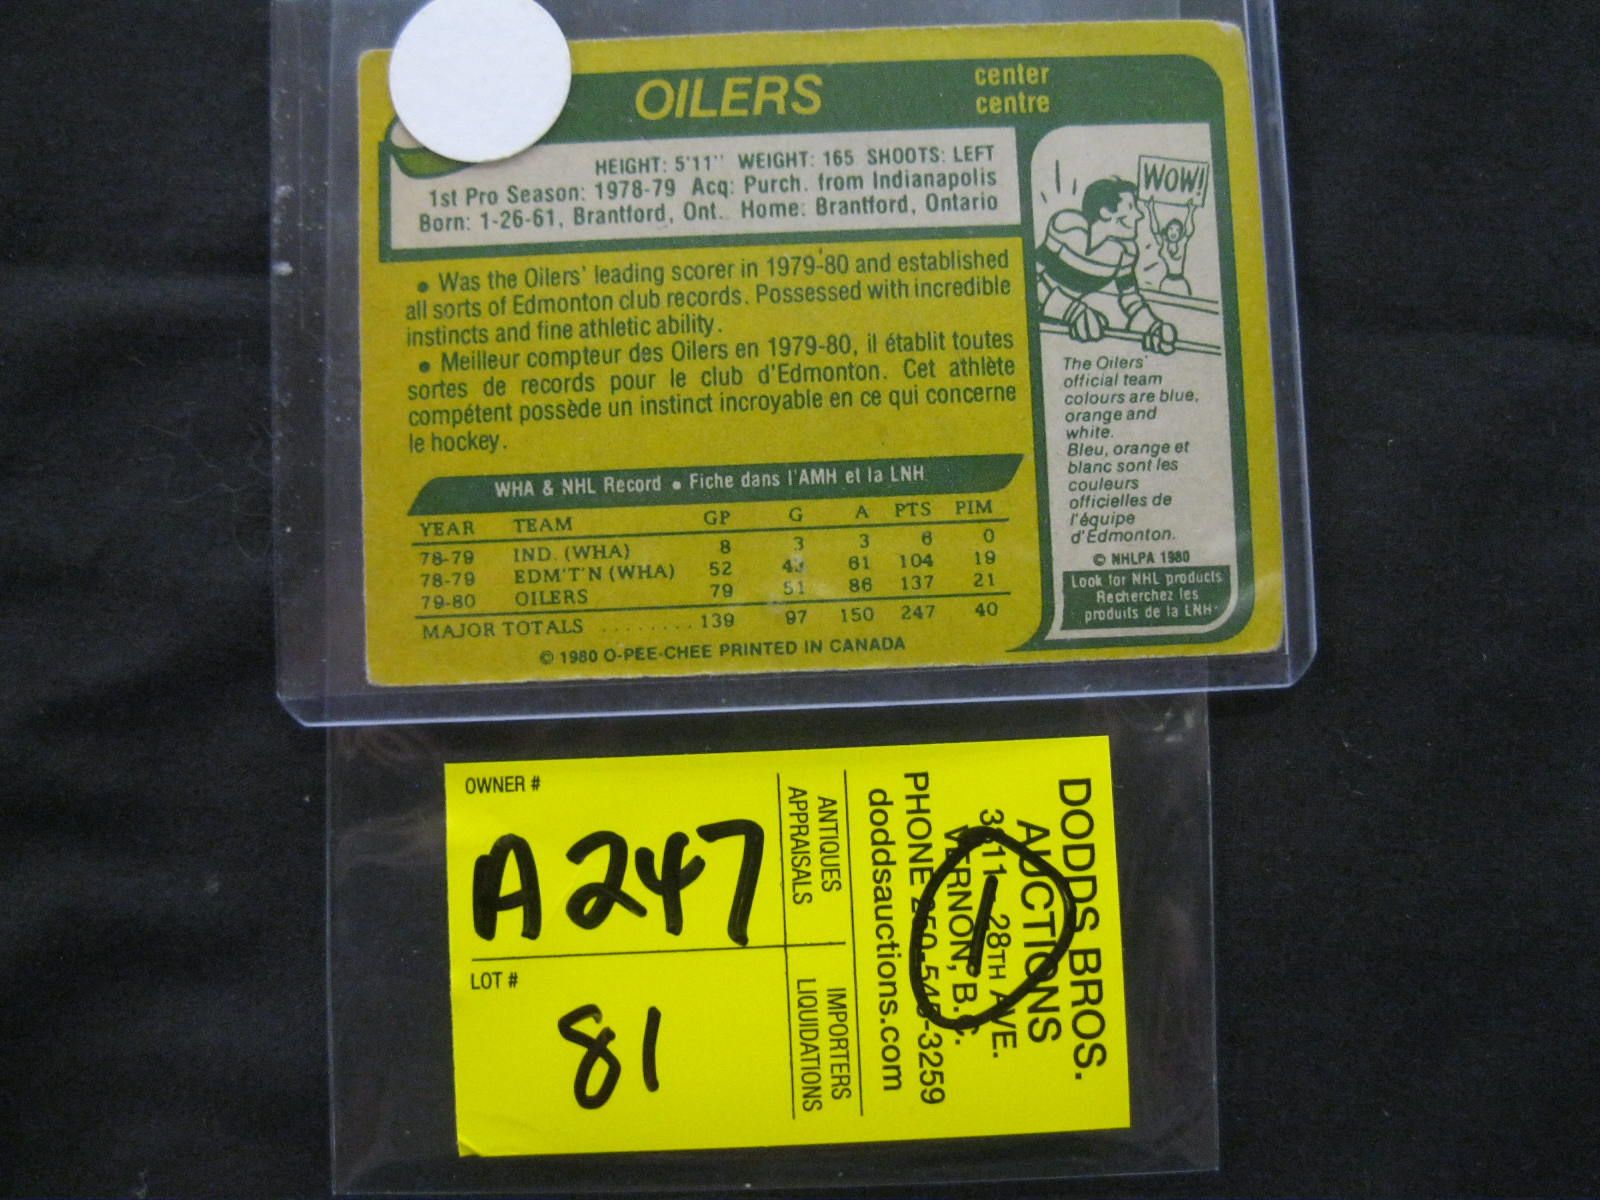 OILERS
center
centre
HEIGHT: 5'11" WEIGHT: 165 SHOOTS: LEFT
1st Pro Season: 1978-79 Acq: Purch. from Indianapolis
Born: 1-26-61, Brantford, Ont. Home: Brantford, Ontario
• Was the Oilers' leading scorer in 1979-80 and established
all sorts of Edmonton club records. Possessed with incredible
instincts and fine athletic ability.
• Meilleur compteur des Oilers en 1979-80, il établit toutes
sortes de records pour le club d'Edmonton. Cet athlète
compétent possède un instinct incroyable en ce qui concerne
le hockey.
WHA & NHL Record • Fiche dans l'AMH et la LNH
YEAR TEAM GP G A PTS PIM
78-79 IND. (WHA) 8 3 3 6 0
78-79 EDM'T'N (WHA) 52 43 61 104 19
79-80 OILERS 79 51 86 137 21
MAJOR TOTALS ........ 139 97 150 247 40
© 1980 O-PEE-CHEE PRINTED IN CANADA
WOW!
The Oilers'
official team
colours are blue,
orange and
white.
Bleu, orange et
blanc sont les
couleurs
officielles de
l'équipe
d'Edmonton.
© NHLPA 1980
Look for NHL products
Recherchez les
produits de la LNH
OWNER #
A247
LOT #
81
ANTIQUES
APPRAISALS
IMPORTERS
LIQUIDATIONS
DODDS BROS.
AUCTIONS
28TH AVE.
VERNON, B.C.
PHONE 250-545-3259
doddsauctions.com
1